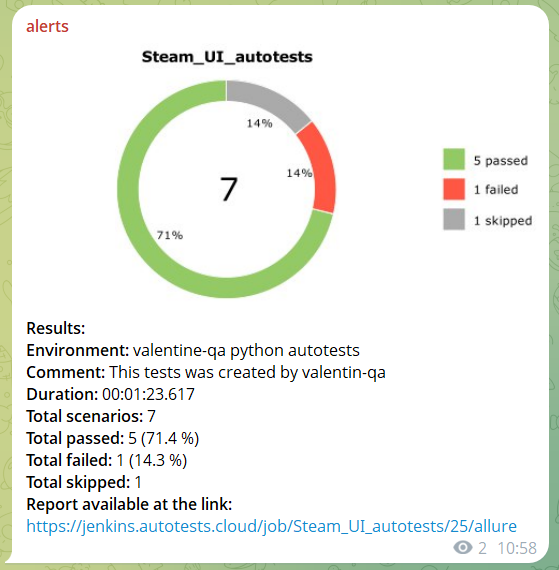 alerts
Steam_UI_autotests
14%
14%
7
71%
5 passed
1 failed
1 skipped
Results:
Environment: valentine-qa python autotests
Comment: This tests was created by valentin-qa
Duration: 00:01:23.617
Total scenarios: 7
Total passed: 5 (71.4 %)
Total failed: 1 (14.3 %)
Total skipped: 1
Report available at the link:
https://jenkins.autotests.cloud/job/Steam_UI_autotests/25/allure
2 10:58